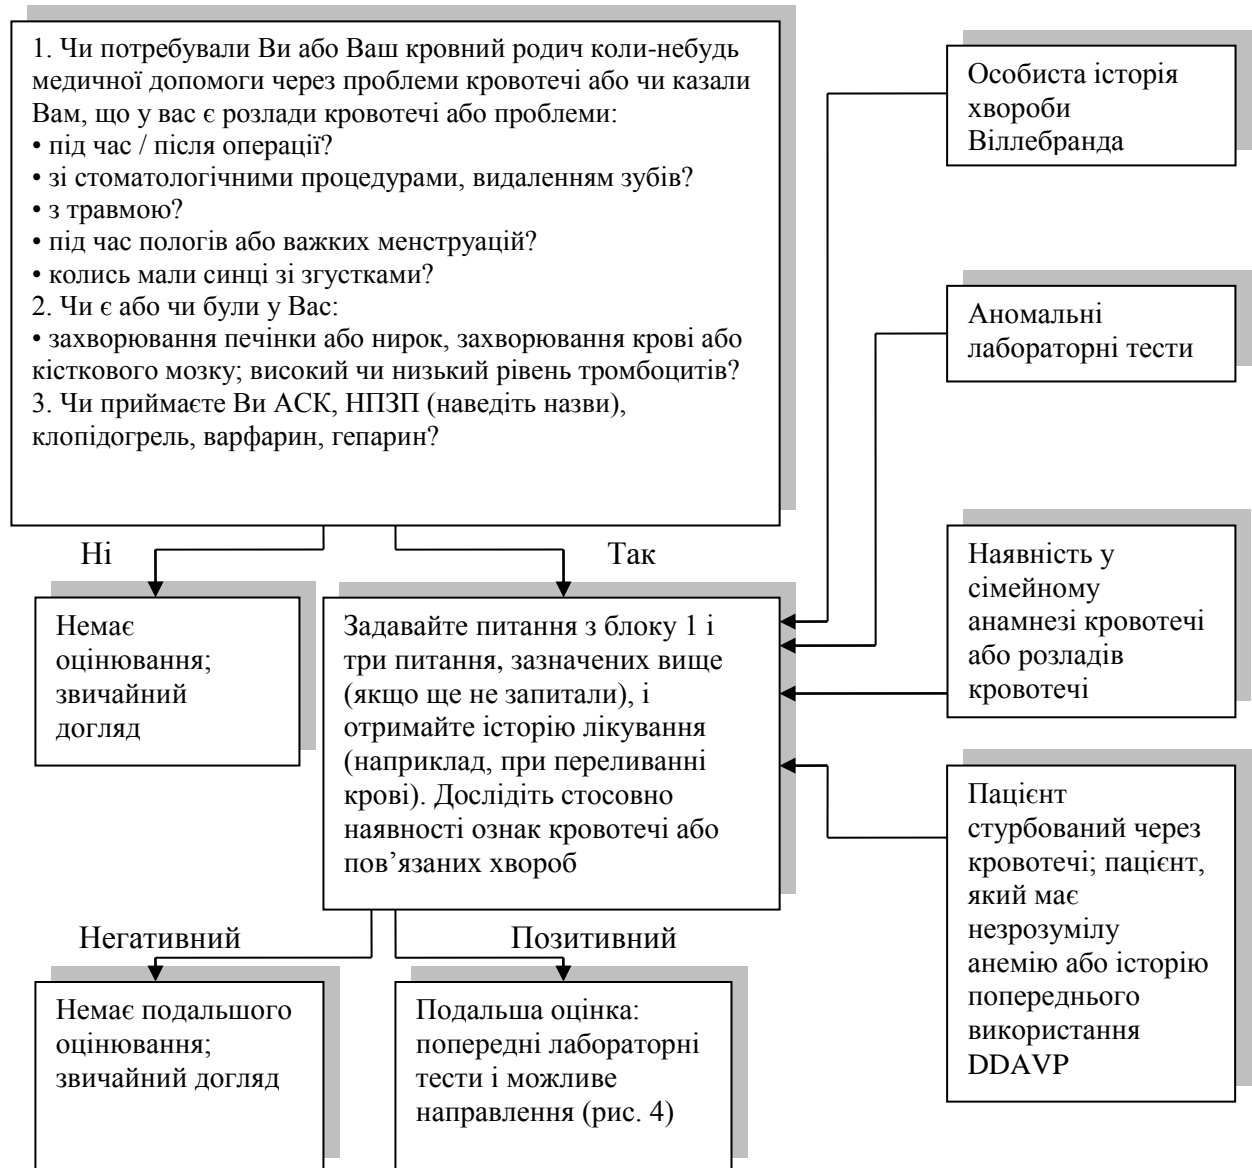 1. Чи потребували Ви або Ваш кровний родич коли-небудь
медичної допомоги через проблеми кровотечі або чи казали
Вам, що у вас є розлади кровотечі або проблеми:
• під час / після операції?
• зі стоматологічними процедурами, видаленням зубів?
• з травмою?
• під час пологів або важких менструацій?
• колись мали синці зі згустками?
2. Чи є або чи були у Вас:
• захворювання печінки або нирок, захворювання крові або
кісткового мозку; високий чи низький рівень тромбоцитів?
3. Чи приймаєте Ви АСК, НПЗП (наведіть назви),
клопідогрель, варфарин, гепарин?
Особиста історія
хвороби
Віллебранда
Аномальні
лабораторні тести
Ні
Так
Немає
оцінювання;
звичайний
догляд
Задавайте питання з блоку 1 і
три питання, зазначених вище
(якщо ще не запитали), і
отримайте історію лікування
(наприклад, при переливанні
крові). Дослідіть стосовно
наявності ознак кровотечі або
пов’язаних хвороб
Наявність у
сімейному
анамнезі кровотечі
або розладів
кровотечі
Пацієнт
стурбований через
кровотечі; пацієнт,
який має
незрозумілу
анемію або історію
попереднього
використання
DDAVP
Негативний
Позитивний
Немає подальшого
оцінювання;
звичайний догляд
Подальша оцінка:
попередні лабораторні
тести і можливе
направлення (рис. 4)